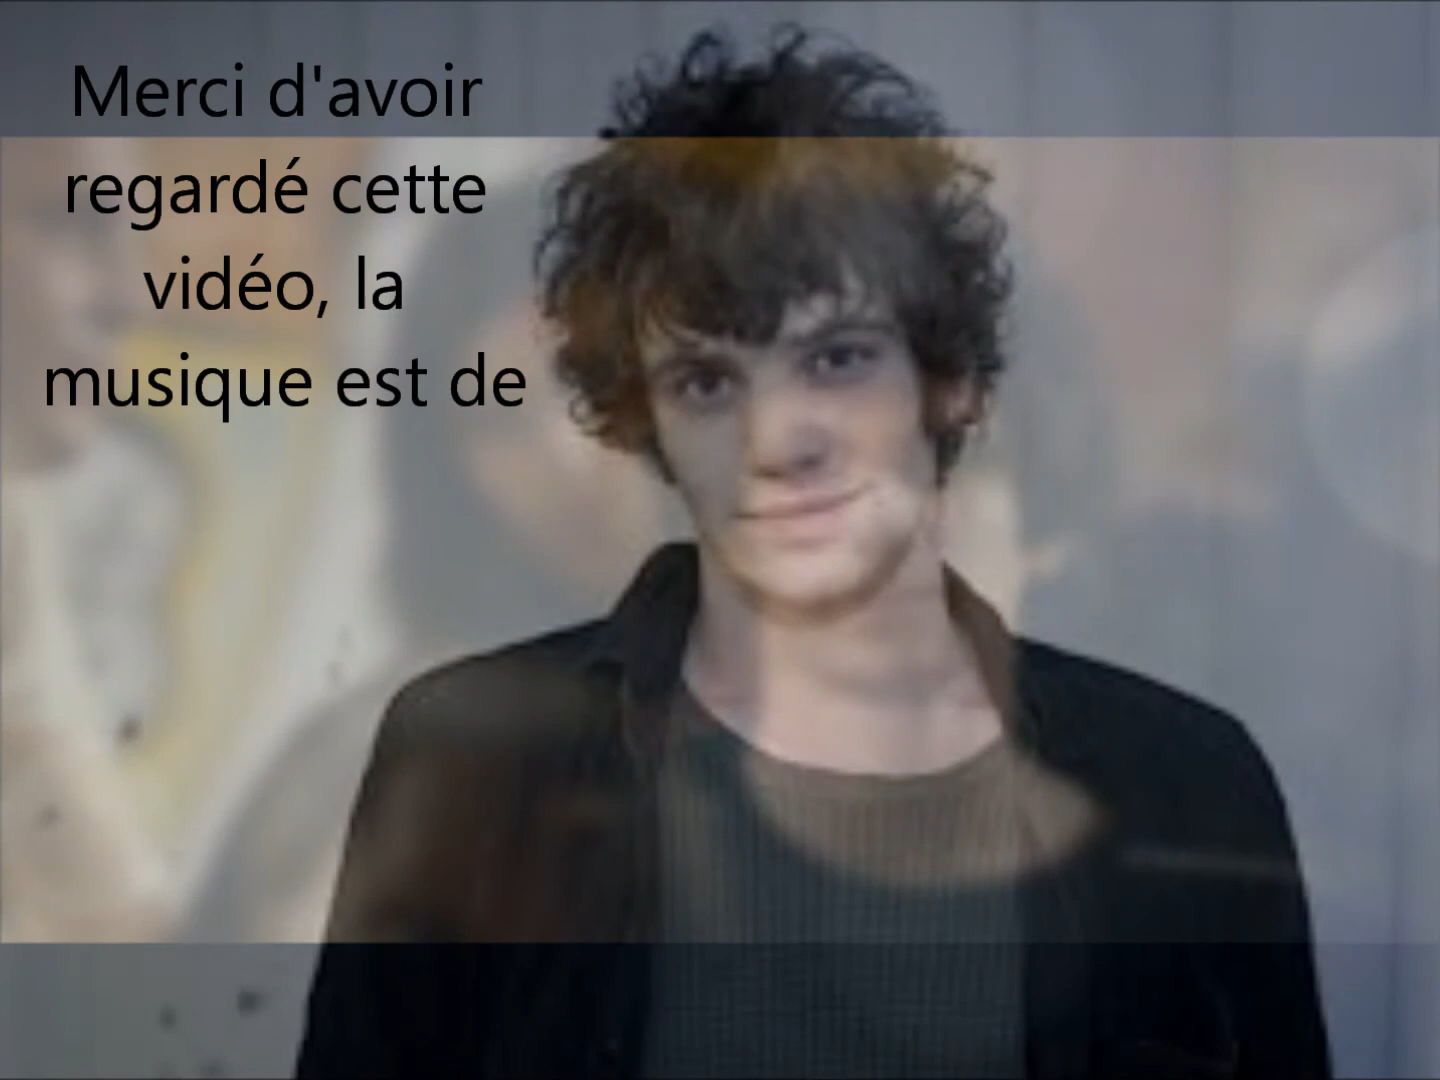 Merci d'avoir
regardé cette
vidéo, la
musique est de